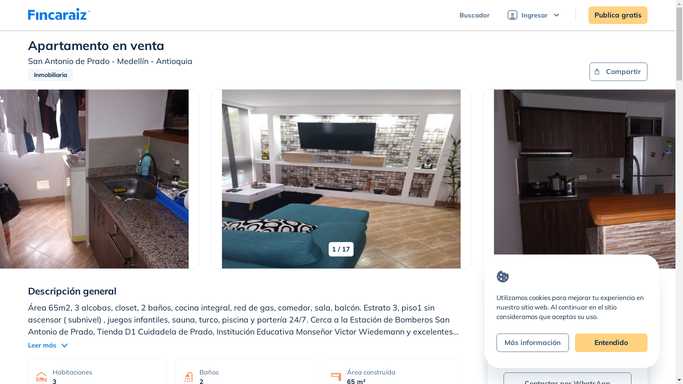 Fincaraiz
Buscador
Ingresar
Publica gratis
Apartamento en venta
San Antonio de Prado - Medellín - Antioquia
Inmobiliaria
Compartir
1 / 17
Descripción general
Área 65m2, 3 alcobas, closet, 2 baños, cocina integral, red de gas, comedor, sala, balcón. Estrato 3, piso1 sin
ascensor ( subnivel) , juegos infantiles, sauna, turco, piscina y portería 24/7. Cerca a la Estación de Bomberos San
Antonio de Prado, Tienda D1 Cuidadela de Prado, Institución Educativa Monseñor Victor Wiedemann y excelentes...
Leer más
Habitaciones
3
Baños
2
Área construida
65 m²
Utilizamos cookies para mejorar tu experiencia en
nuestro sitio web. Al continuar en el sitio
consideramos que aceptas su uso.
Más información
Entendido
Contactar por WhatsApp